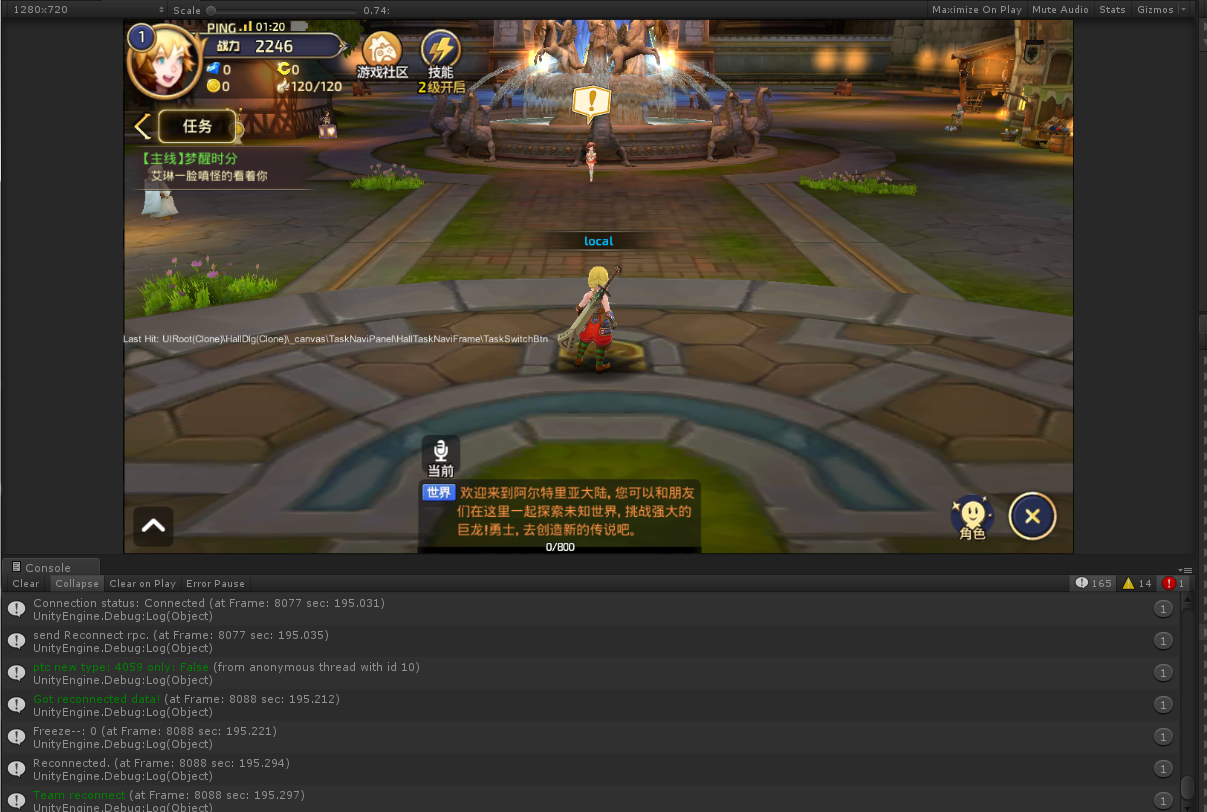 1280x720
Scale
0.74:
Maximize On Play
Mute Audio
Stats
Gizmos
PING
01:20
1
战力 2246
0
0
0
120/120
游戏社区
技能
2级开启
任务
【主线】梦醒时分
艾琳一脸嗔怪的看着你
local
Last Hit: UIRoot(Clone)\HallDlg(Clone)\_canvas\TaskNaviPanel\HallTaskNaviFrame\TaskSwitchBtn
当前
世界 欢迎来到阿尔特里亚大陆, 您可以和朋友
们在这里一起探索未知世界, 挑战强大的
巨龙!勇士, 去创造新的传说吧。
0/800
角色
Console
Clear
Collapse
Clear on Play
Error Pause
165
14
1
Connection status: Connected (at Frame: 8077 sec: 195.031)
UnityEngine.Debug:Log(Object)
1
send Reconnect rpc. (at Frame: 8077 sec: 195.035)
UnityEngine.Debug:Log(Object)
1
ptc new type: 4059 only: False (from anonymous thread with id 10)
UnityEngine.Debug:Log(Object)
1
Got reconnected data! (at Frame: 8088 sec: 195.212)
UnityEngine.Debug:Log(Object)
1
Freeze--: 0 (at Frame: 8088 sec: 195.221)
UnityEngine.Debug:Log(Object)
1
Reconnected. (at Frame: 8088 sec: 195.294)
UnityEngine.Debug:Log(Object)
1
Team reconnect (at Frame: 8088 sec: 195.297)
UnityEngine.Debug:Log(Object)
1